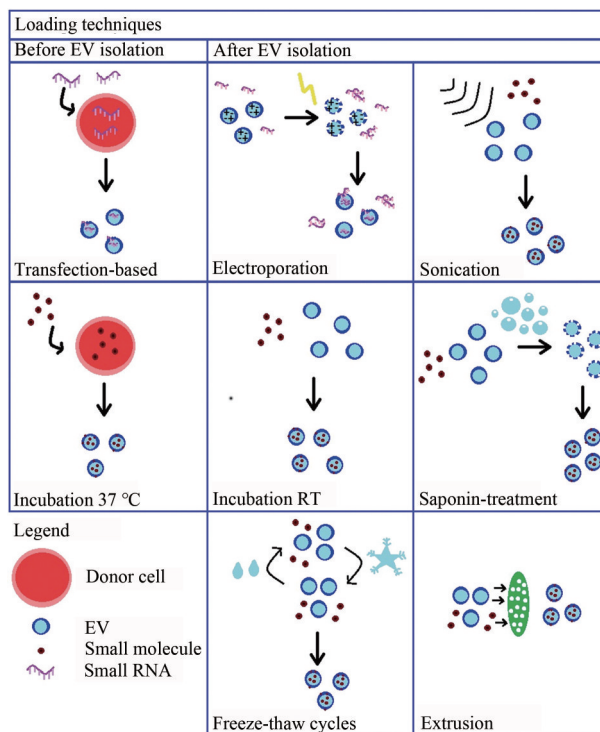 Loading techniques
Before EV isolation
After EV isolation
Transfection-based
Electroporation
Sonication
Incubation 37 °C
Incubation RT
Saponin-treatment
Legend
Donor cell
EV
Small molecule
Small RNA
Freeze-thaw cycles
Extrusion